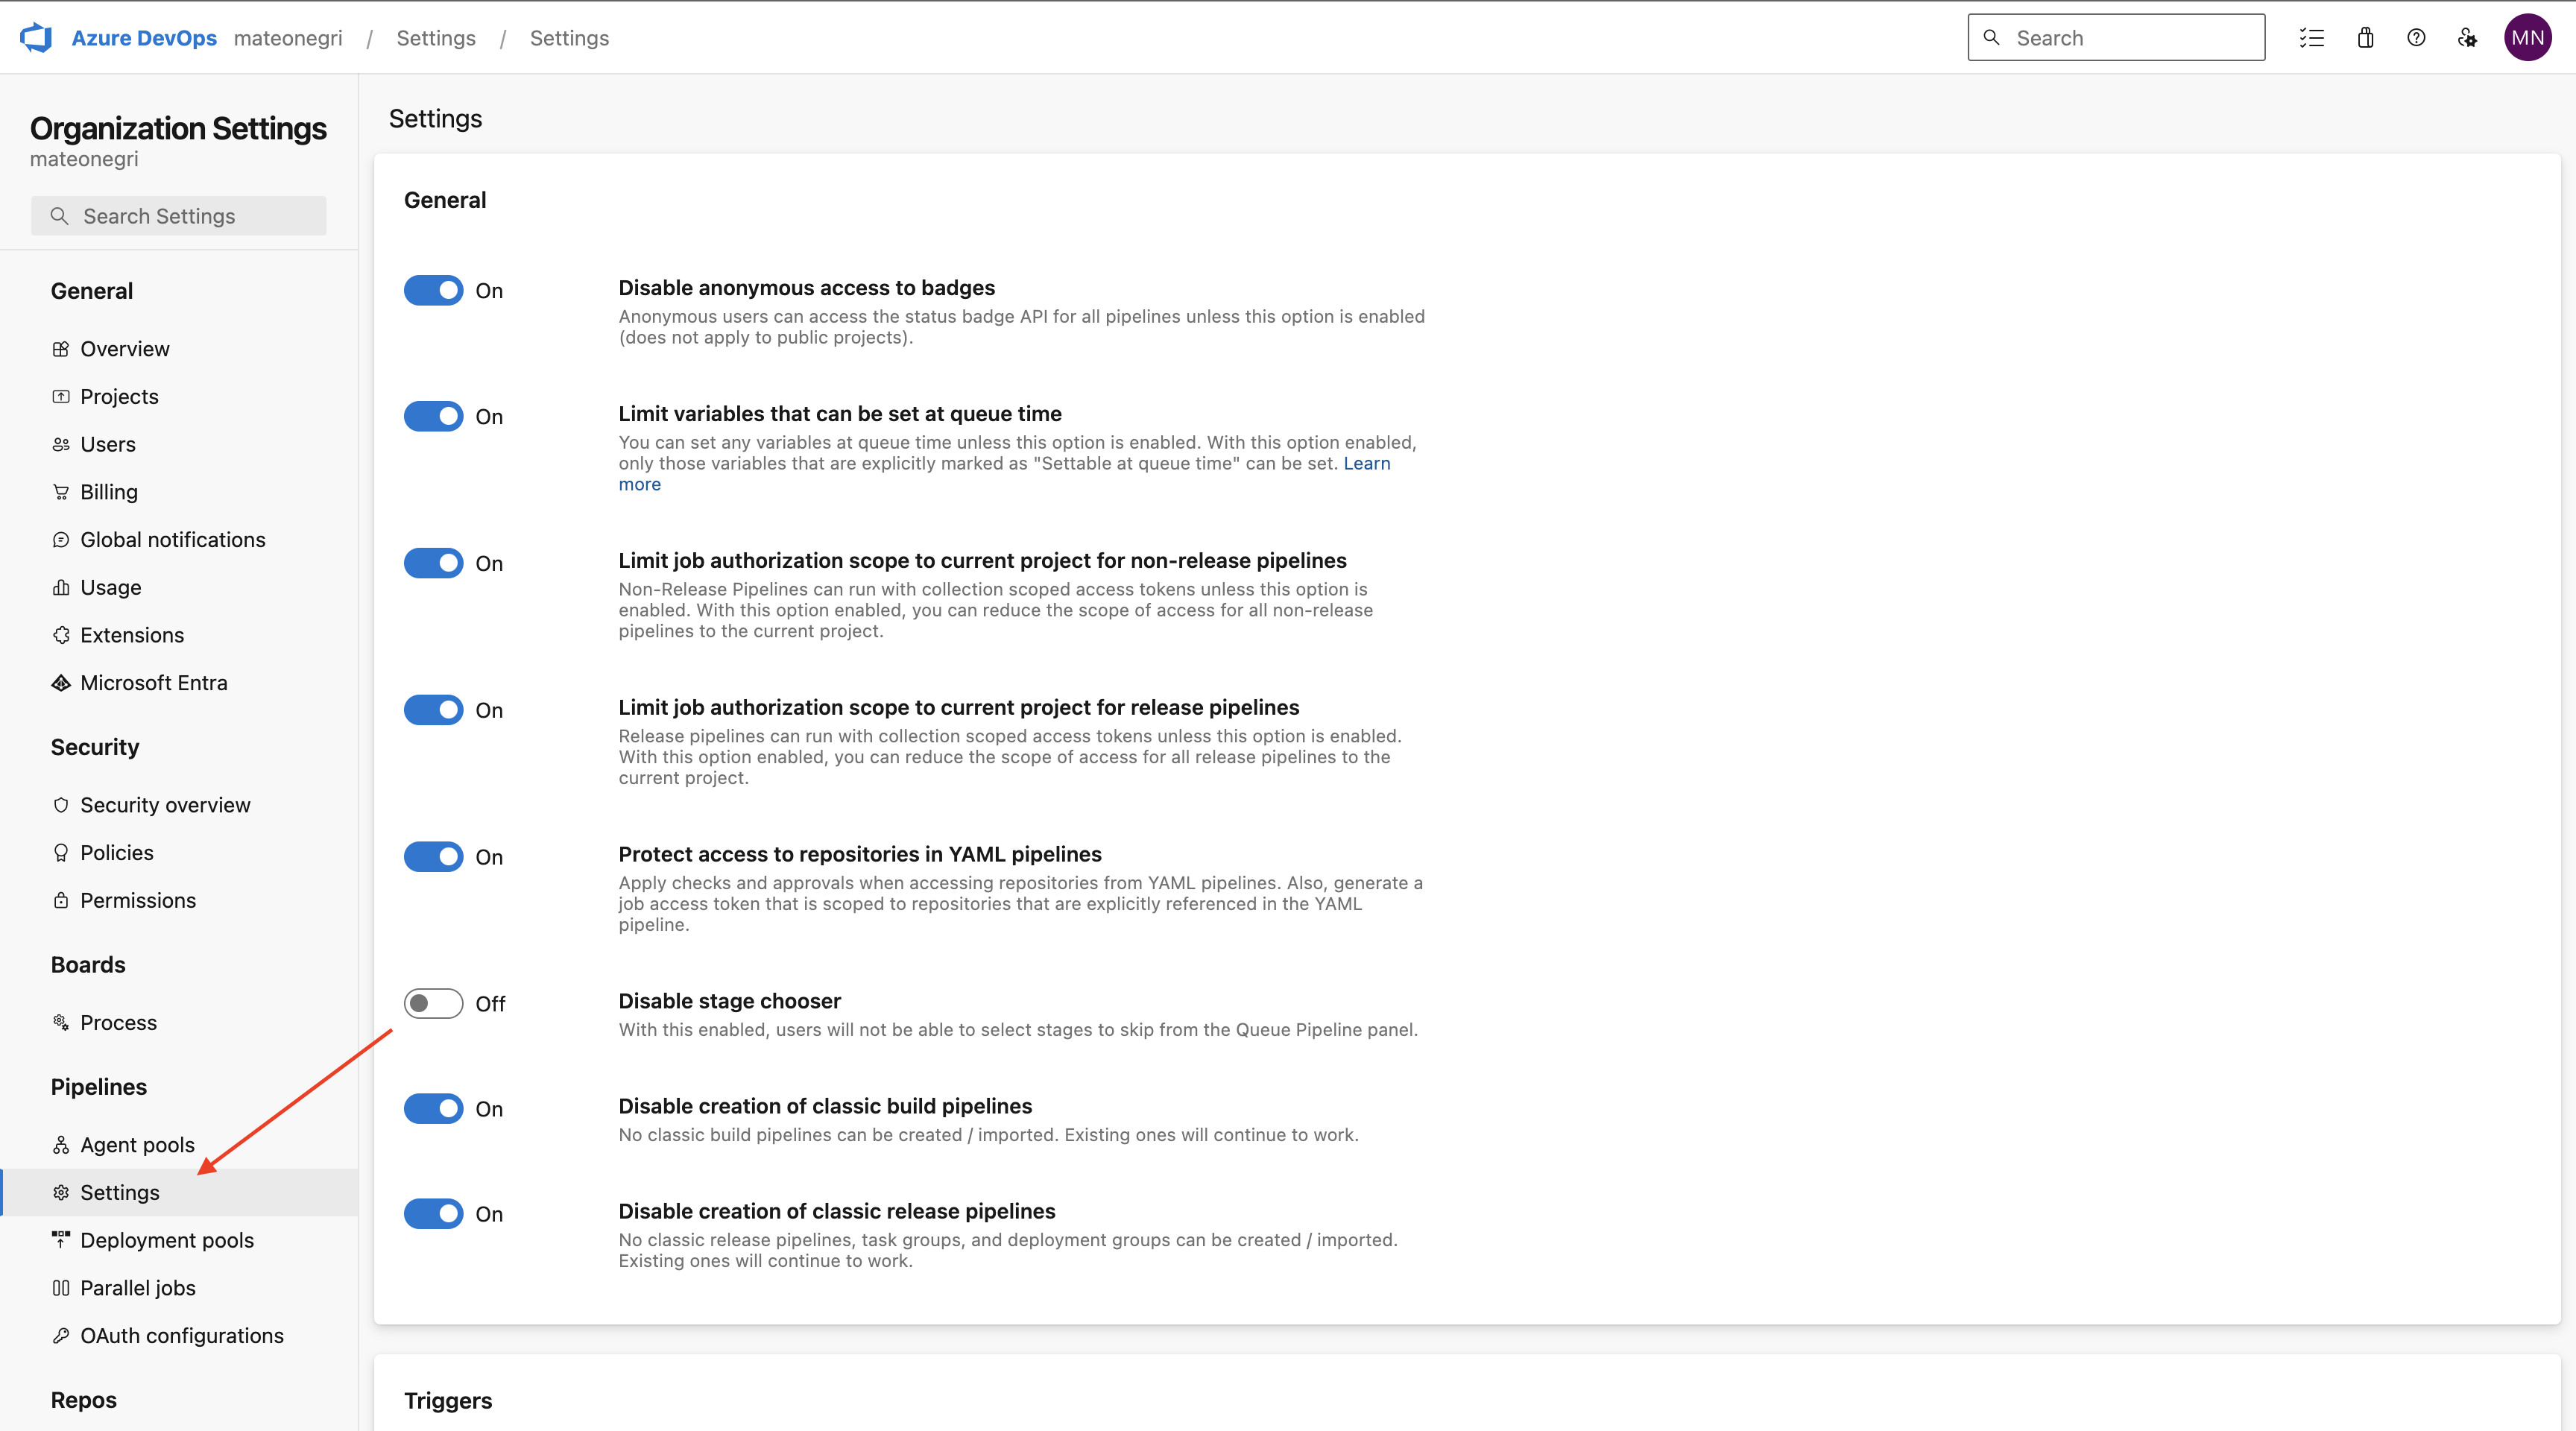 Azure DevOps mateonegri / Settings / Settings
Search
MN
Organization Settings
mateonegri
Search Settings
General
Overview
Projects
Users
Billing
Global notifications
Usage
Extensions
Microsoft Entra
Security
Security overview
Policies
Permissions
Boards
Process
Pipelines
Agent pools
Settings
Deployment pools
Parallel jobs
OAuth configurations
Repos
Settings
General
On
Disable anonymous access to badges
Anonymous users can access the status badge API for all pipelines unless this option is enabled
(does not apply to public projects).
On
Limit variables that can be set at queue time
You can set any variables at queue time unless this option is enabled. With this option enabled,
only those variables that are explicitly marked as "Settable at queue time" can be set. Learn
more
On
Limit job authorization scope to current project for non-release pipelines
Non-Release Pipelines can run with collection scoped access tokens unless this option is
enabled. With this option enabled, you can reduce the scope of access for all non-release
pipelines to the current project.
On
Limit job authorization scope to current project for release pipelines
Release pipelines can run with collection scoped access tokens unless this option is enabled.
With this option enabled, you can reduce the scope of access for all release pipelines to the
current project.
On
Protect access to repositories in YAML pipelines
Apply checks and approvals when accessing repositories from YAML pipelines. Also, generate a
job access token that is scoped to repositories that are explicitly referenced in the YAML
pipeline.
Off
Disable stage chooser
With this enabled, users will not be able to select stages to skip from the Queue Pipeline panel.
On
Disable creation of classic build pipelines
No classic build pipelines can be created / imported. Existing ones will continue to work.
On
Disable creation of classic release pipelines
No classic release pipelines, task groups, and deployment groups can be created / imported.
Existing ones will continue to work.
Triggers